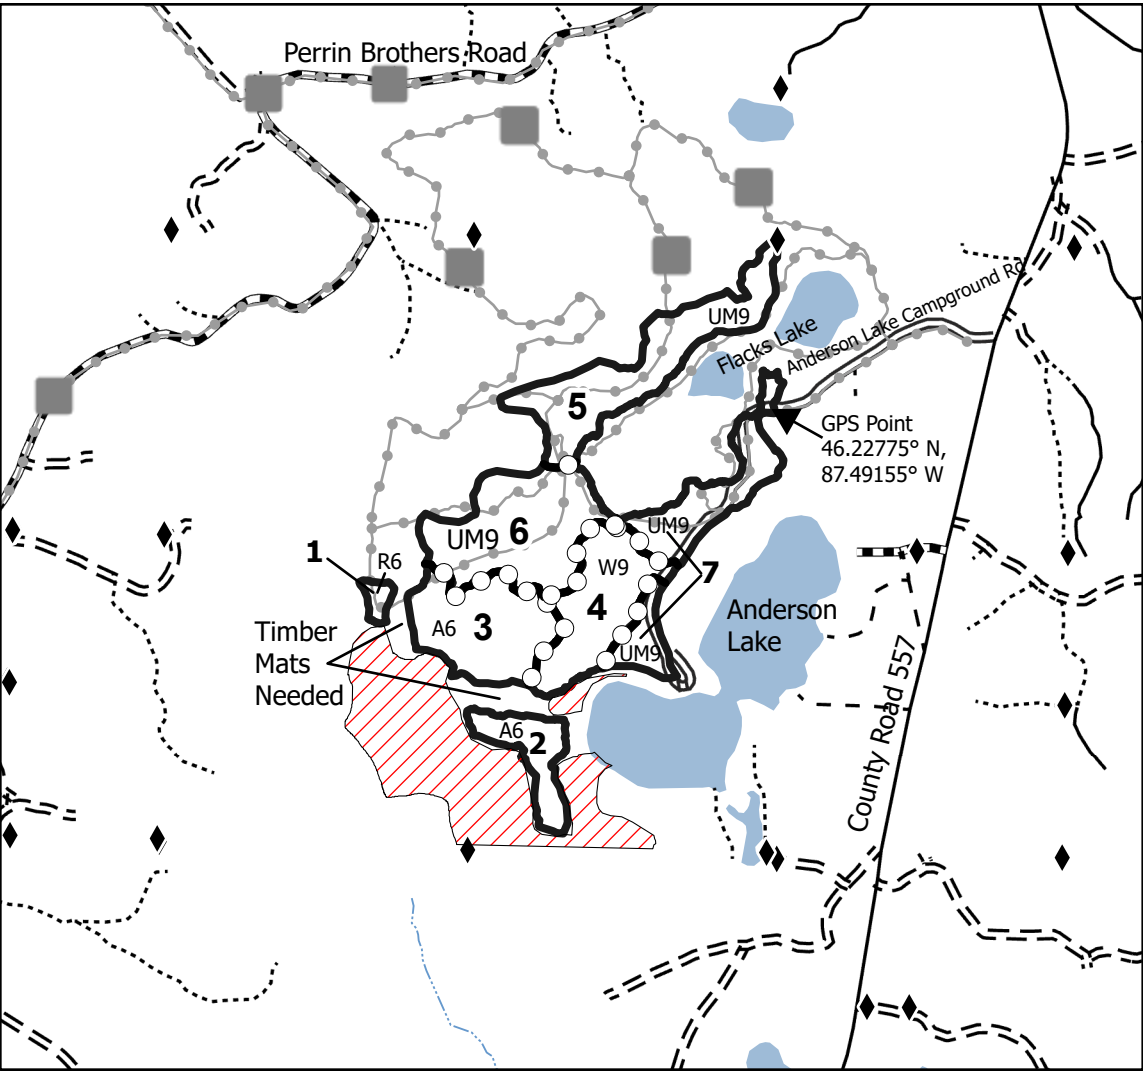 Perrin Brothers Road
UM9
Flacks Lake
Anderson Lake Campground Rd
5
GPS Point
46.22775° N,
87.49155° W
UM9 6
UM9
1
R6
W9
7
4
A6 3
Anderson
Lake
Timber
Mats
Needed
UM9
A6 2
County Road 557